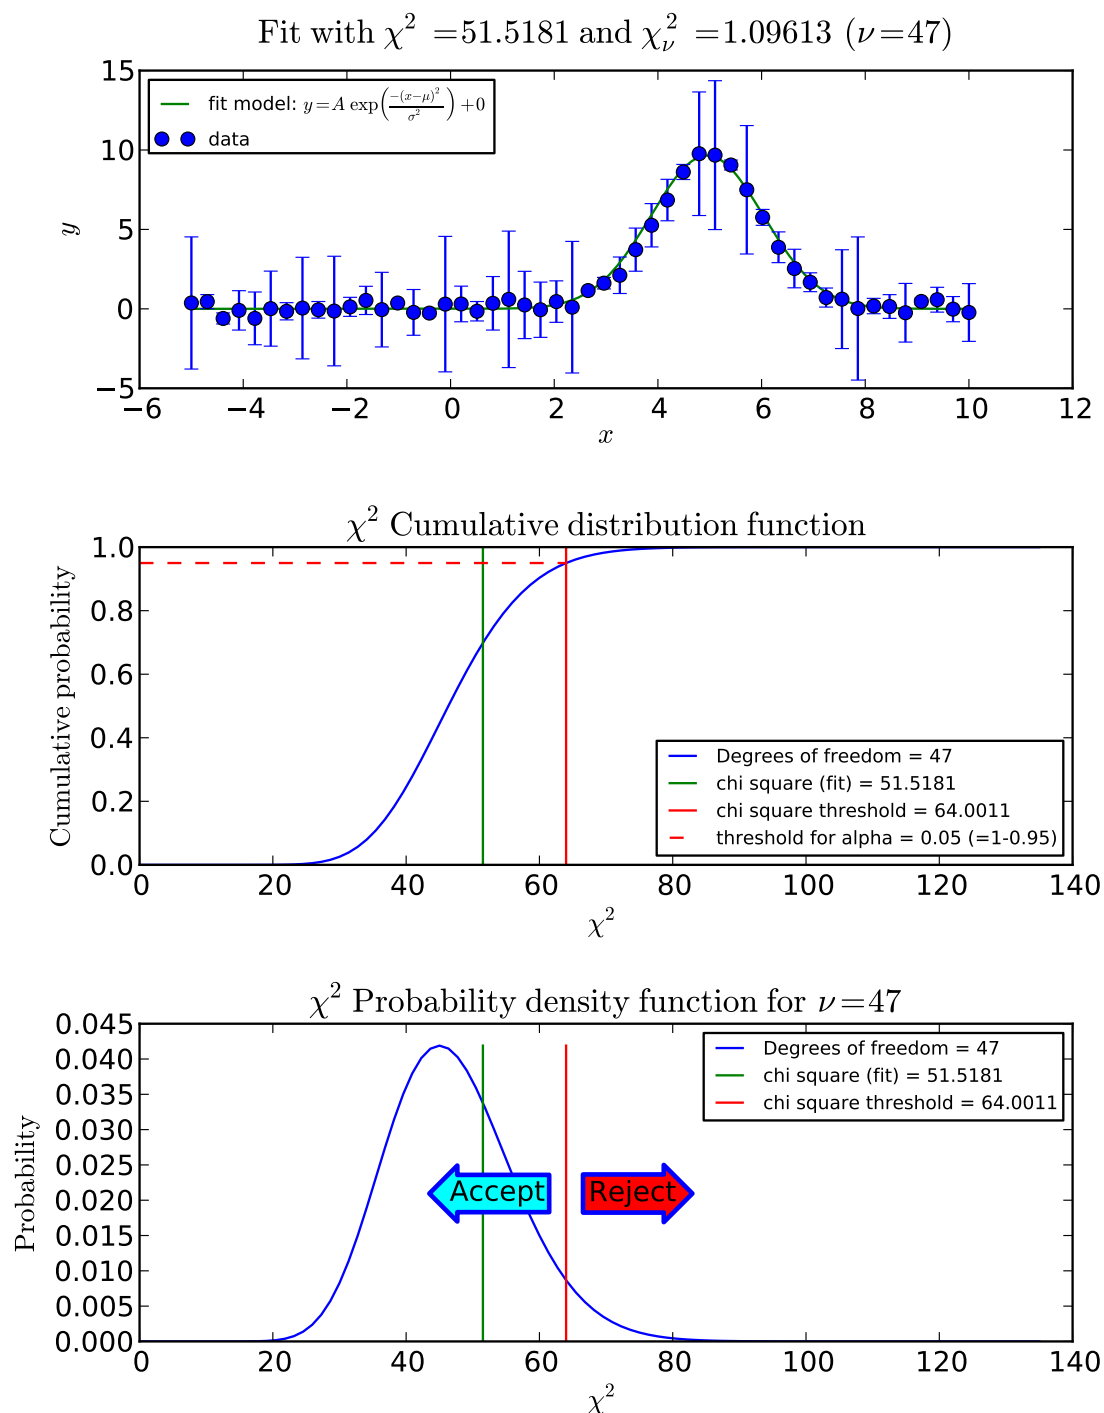 Fit with χ² =51.5181 and χ_ν² =1.09613 (ν=47)
15
10
5
0
−5
y
fit model: y=A exp(−(x−μ)²/σ²)+0
data
−6 −4 −2 0 2 4 6 8 10 12
x
χ² Cumulative distribution function
1.0
0.8
0.6
0.4
0.2
0.0
Cumulative probability
Degrees of freedom = 47
chi square (fit) = 51.5181
chi square threshold = 64.0011
threshold for alpha = 0.05 (=1-0.95)
0 20 40 60 80 100 120 140
χ²
χ² Probability density function for ν=47
0.045
0.040
0.035
0.030
0.025
0.020
0.015
0.010
0.005
0.000
Probability
Degrees of freedom = 47
chi square (fit) = 51.5181
chi square threshold = 64.0011
Accept Reject
0 20 40 60 80 100 120 140
χ²